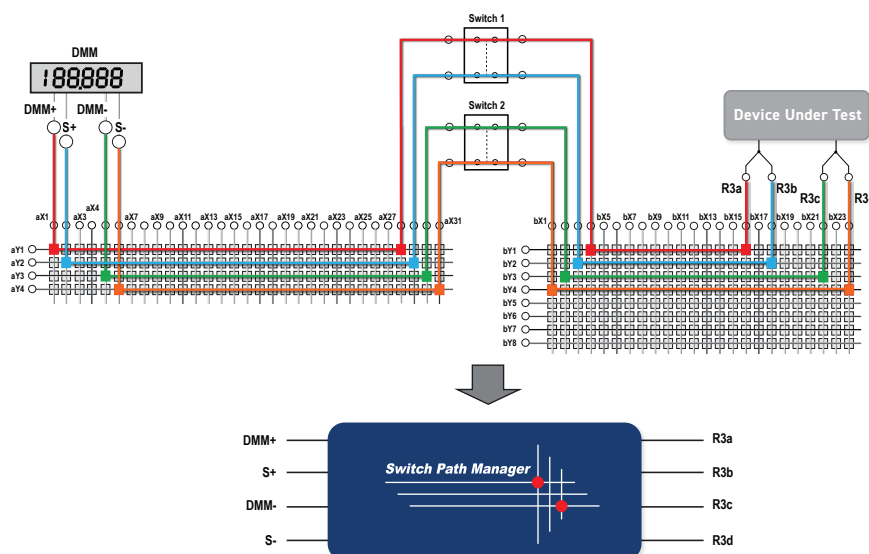 Switch 1
DMM
188.888
DMM+
DMM-
S+
S-
Switch 2
Device Under Test
R3a
R3b
R3c
R3
aX1
aX3
aX4
aX7
aX9
aX11
aX13
aX15
aX17
aX19
aX21
aX23
aX25
aX27
aX31
bX1
bX5
bX7
bX9
bX11
bX13
bX15
bX17
bX19
bX21
bX23
aY1
aY2
aY3
aY4
bY1
bY2
bY3
bY4
bY5
bY6
bY7
bY8
DMM+
S+
DMM-
S-
Switch Path Manager
R3a
R3b
R3c
R3d